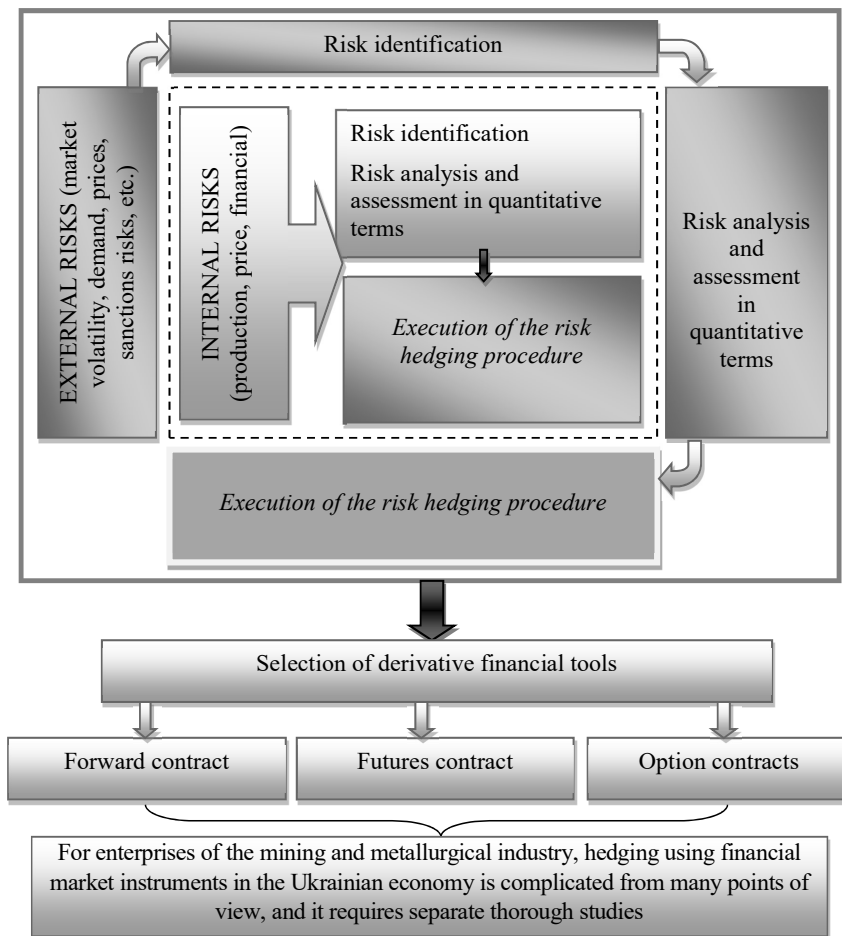 Risk identification
EXTERNAL RISKS (market
volatility, demand, prices,
sanctions risks, etc.)
INTERNAL RISKS
(production, price, financial)
Risk identification
Risk analysis and
assessment in quantitative
terms
Execution of the risk
hedging procedure
Risk analysis
and
assessment
in
quantitative
terms
Execution of the risk hedging procedure
Selection of derivative financial tools
Forward contract
Futures contract
Option contracts
For enterprises of the mining and metallurgical industry, hedging using financial
market instruments in the Ukrainian economy is complicated from many points of
view, and it requires separate thorough studies